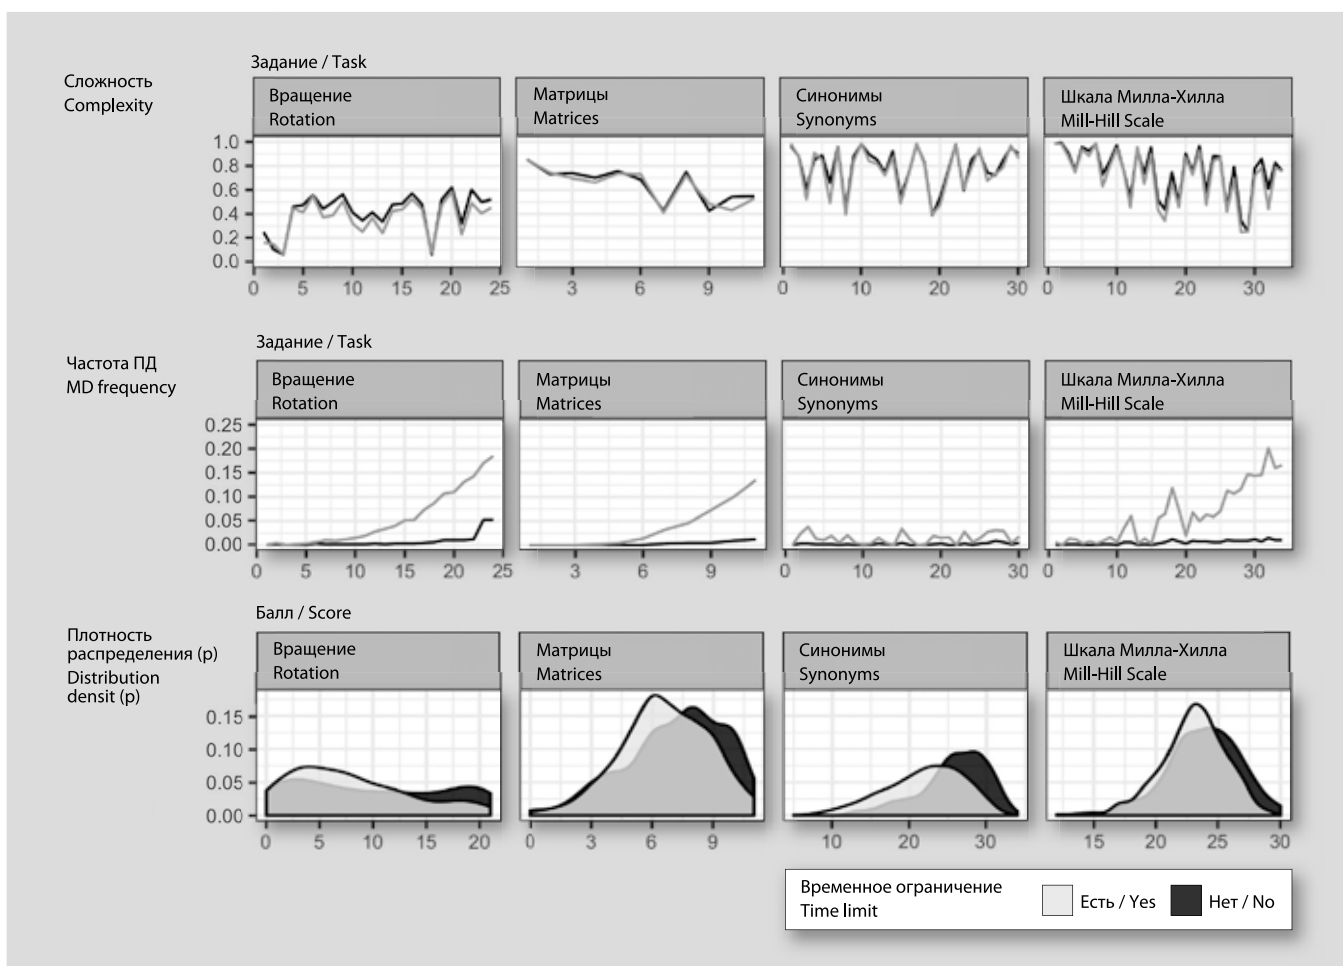 Задание / Task
Сложность
Complexity
Вращение
Rotation
Матрицы
Matrices
Синонимы
Synonyms
Шкала Милла-Хилла
Mill-Hill Scale
1.0
0.8
0.6
0.4
0.2
0.0
0 5 10 15 20 25
3 6 9
0 10 20 30
0 10 20 30
Задание / Task
Частота ПД
MD frequency
Вращение
Rotation
Матрицы
Matrices
Синонимы
Synonyms
Шкала Милла-Хилла
Mill-Hill Scale
0.25
0.20
0.15
0.10
0.05
0.00
0 5 10 15 20 25
3 6 9
0 10 20 30
0 10 20 30
Балл / Score
Плотность
распределения (p)
Distribution
densit (p)
Вращение
Rotation
Матрицы
Matrices
Синонимы
Synonyms
Шкала Милла-Хилла
Mill-Hill Scale
0.15
0.10
0.05
0.00
0 5 10 15 20
0 3 6 9
10 20 30
15 20 25 30
Временное ограничение
Time limit
Есть / Yes
Нет / No